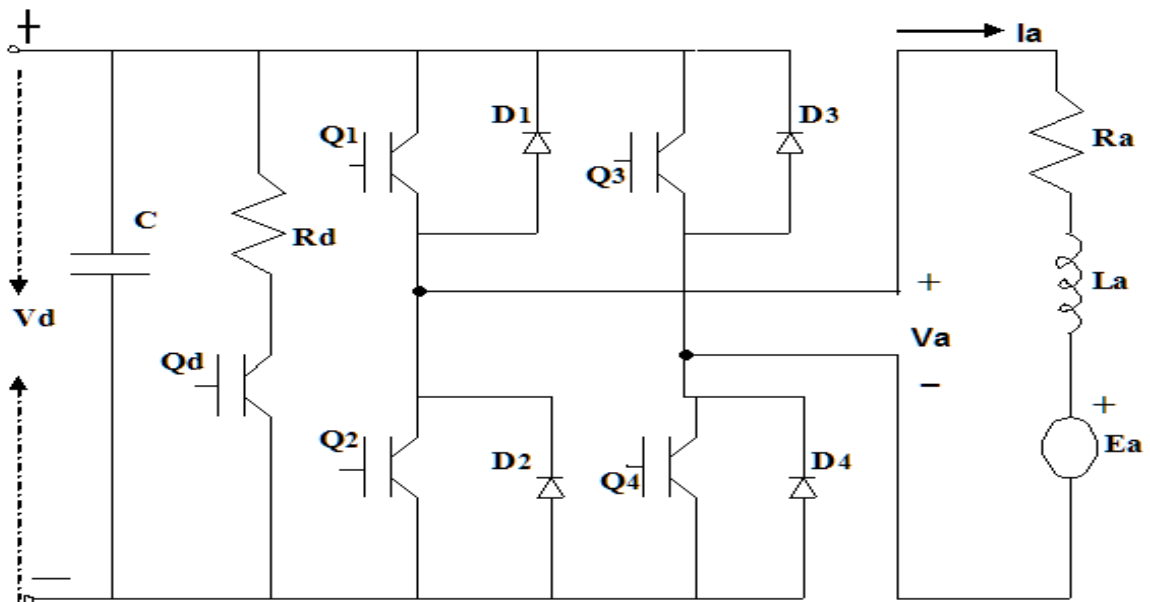 +
Ia
D1
D3
Q1
Ra
Q3
C
Rd
+
La
Vd
Va
Qd
−
+
Q2
D2
D4
Ea
Q4
—